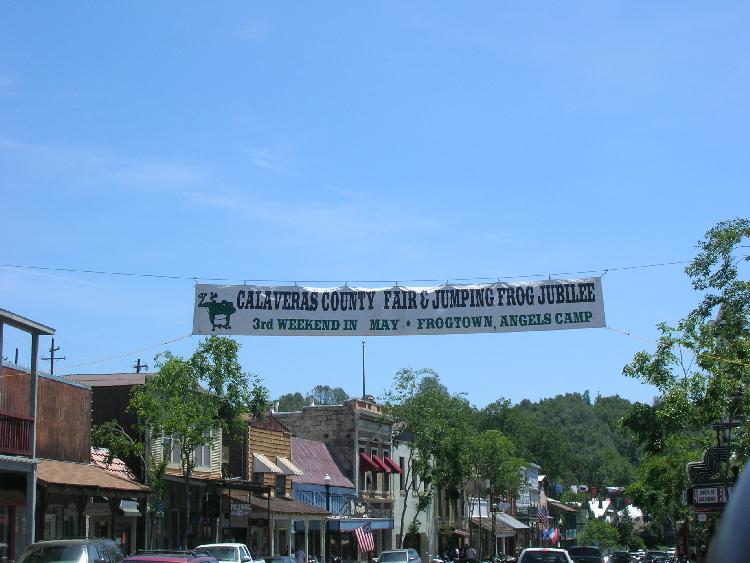 CALAVERAS COUNTY FAIR & JUMPING FROG JUBILEE
3rd WEEKEND IN MAY • FROGTOWN, ANGELS CAMP